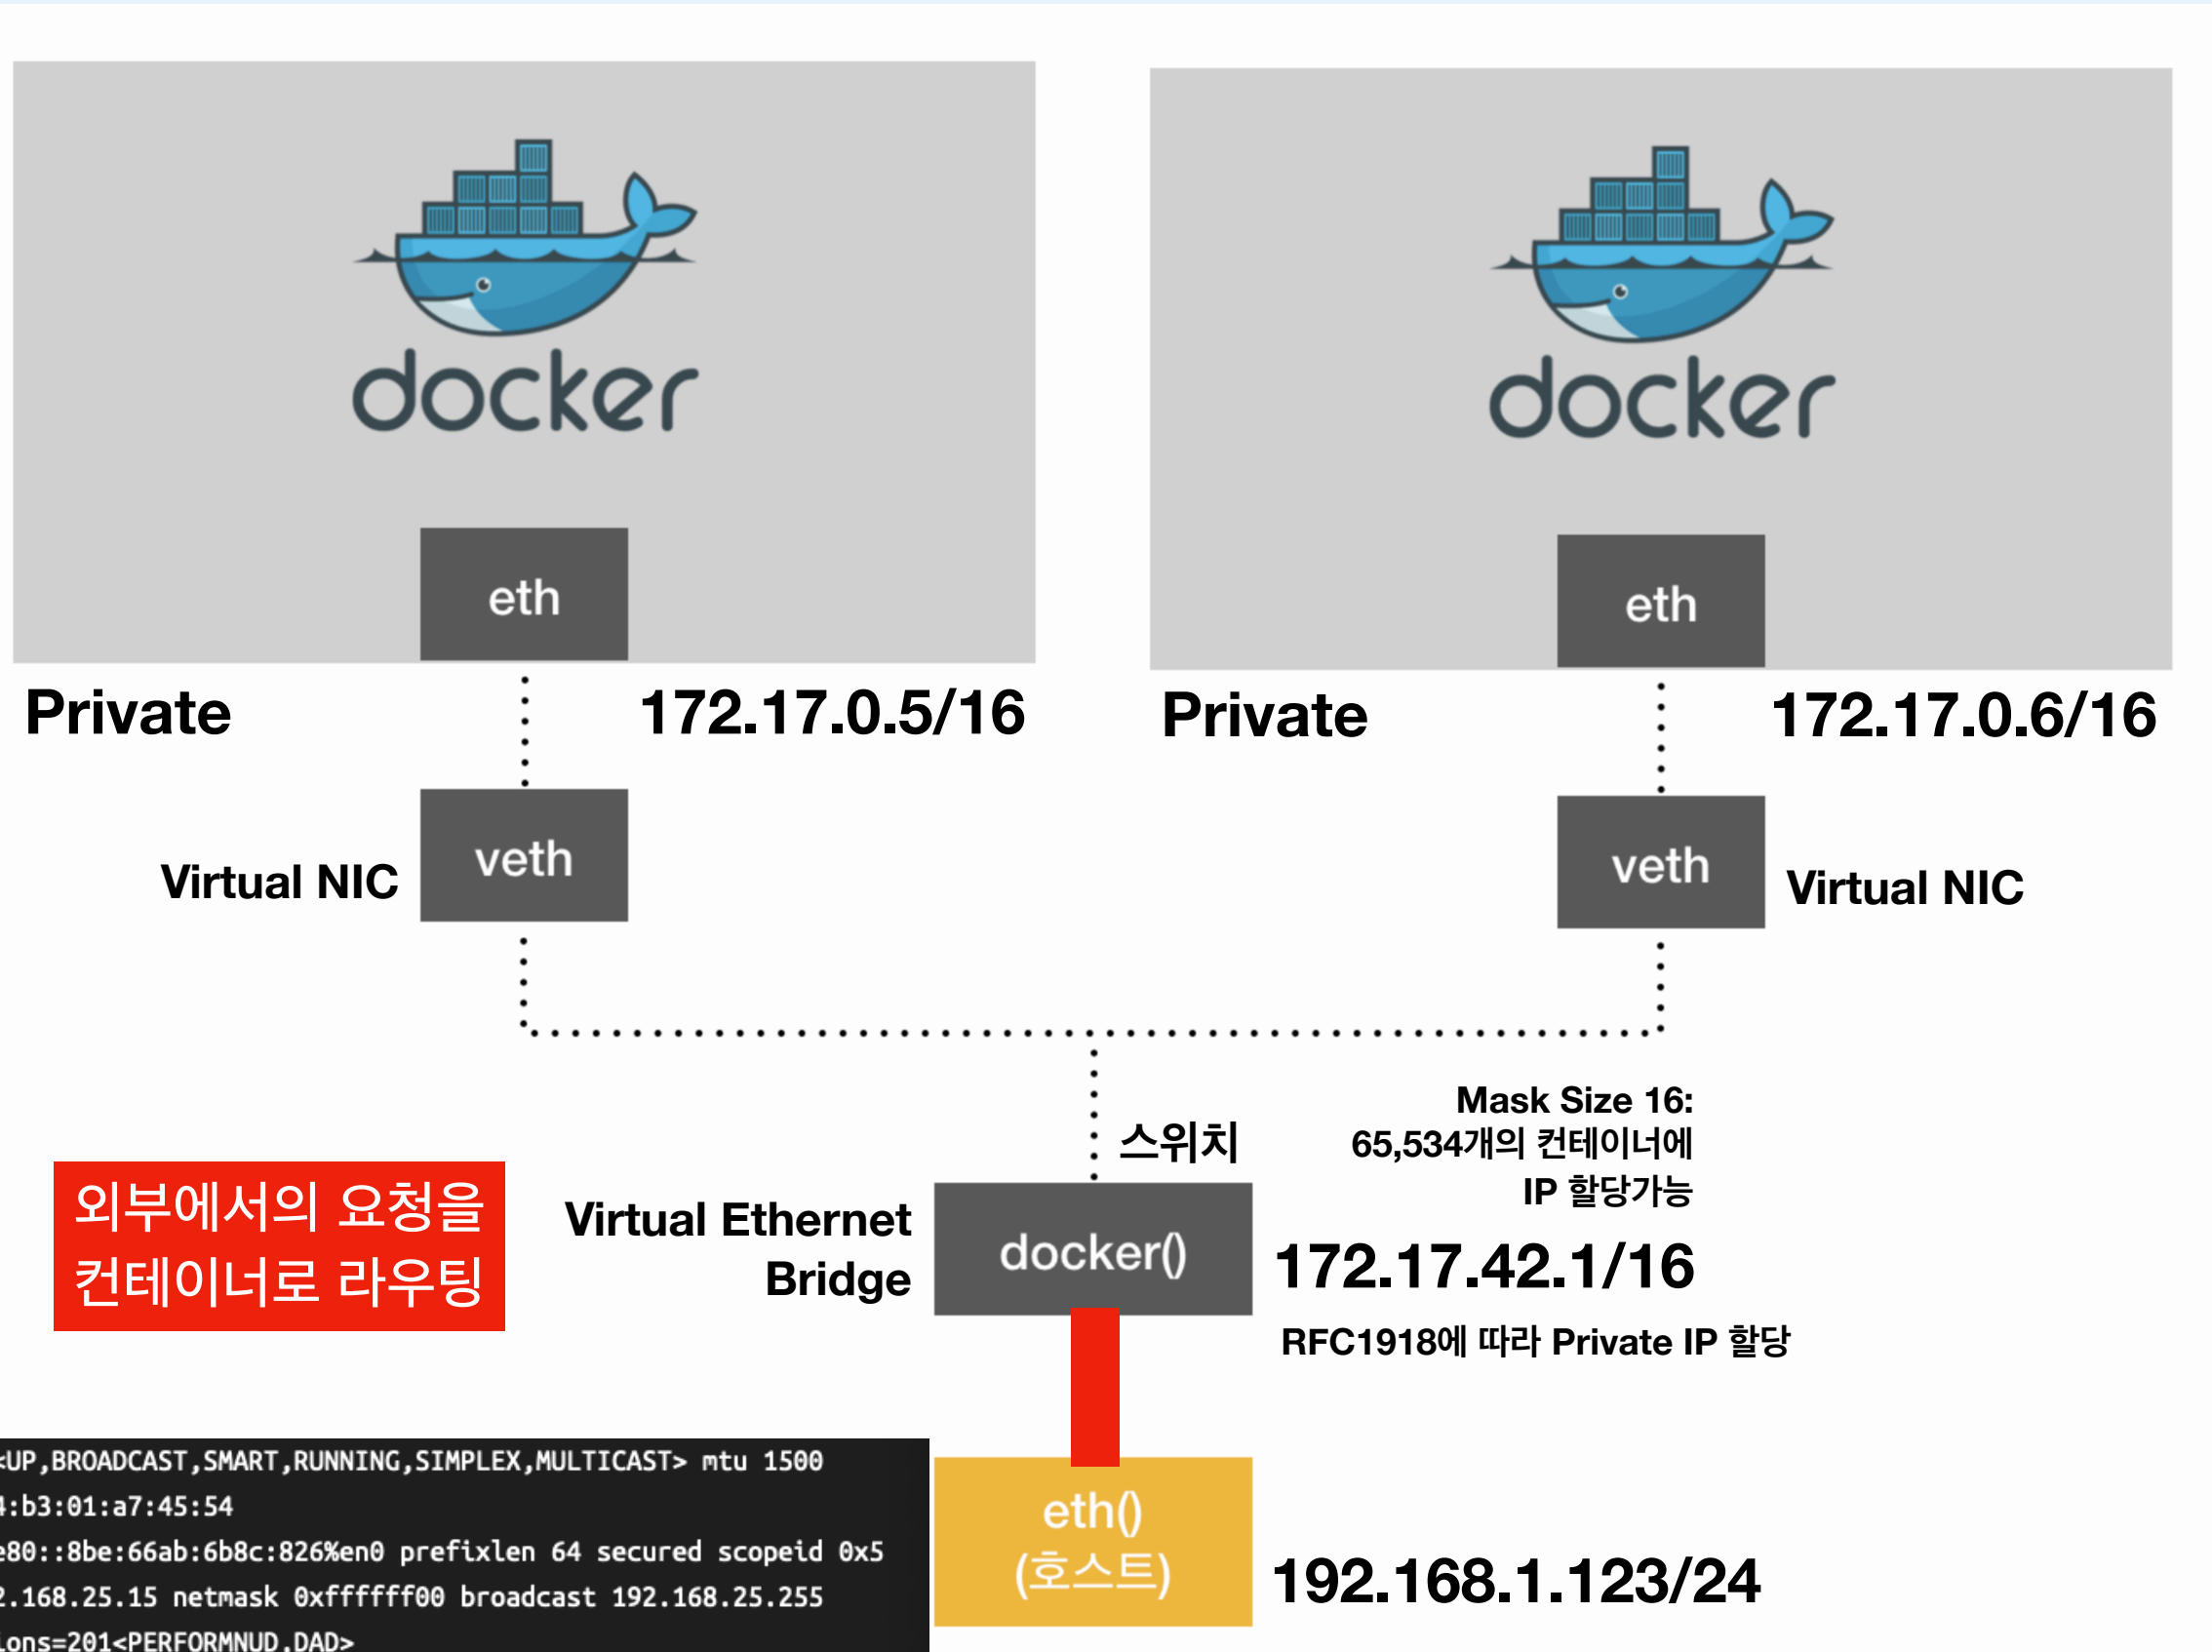 docker
docker
eth
eth
Private
172.17.0.5/16
Private
172.17.0.6/16
veth
Virtual NIC
veth
Virtual NIC
스위치
Mask Size 16:
65,534개의 컨테이너에
IP 할당가능
외부에서의 요청을
컨테이너로 라우팅
Virtual Ethernet
Bridge
docker()
172.17.42.1/16
RFC1918에 따라 Private IP 할당
<UP,BROADCAST,SMART,RUNNING,SIMPLEX,MULTICAST> mtu 1500
:b3:01:a7:45:54
e80::8be:66ab:6b8c:826%en0 prefixlen 64 secured scopeid 0x5
2.168.25.15 netmask 0xffffff00 broadcast 192.168.25.255
ions=201<PERFORMNUD,DAD>
eth()
(호스트)
192.168.1.123/24